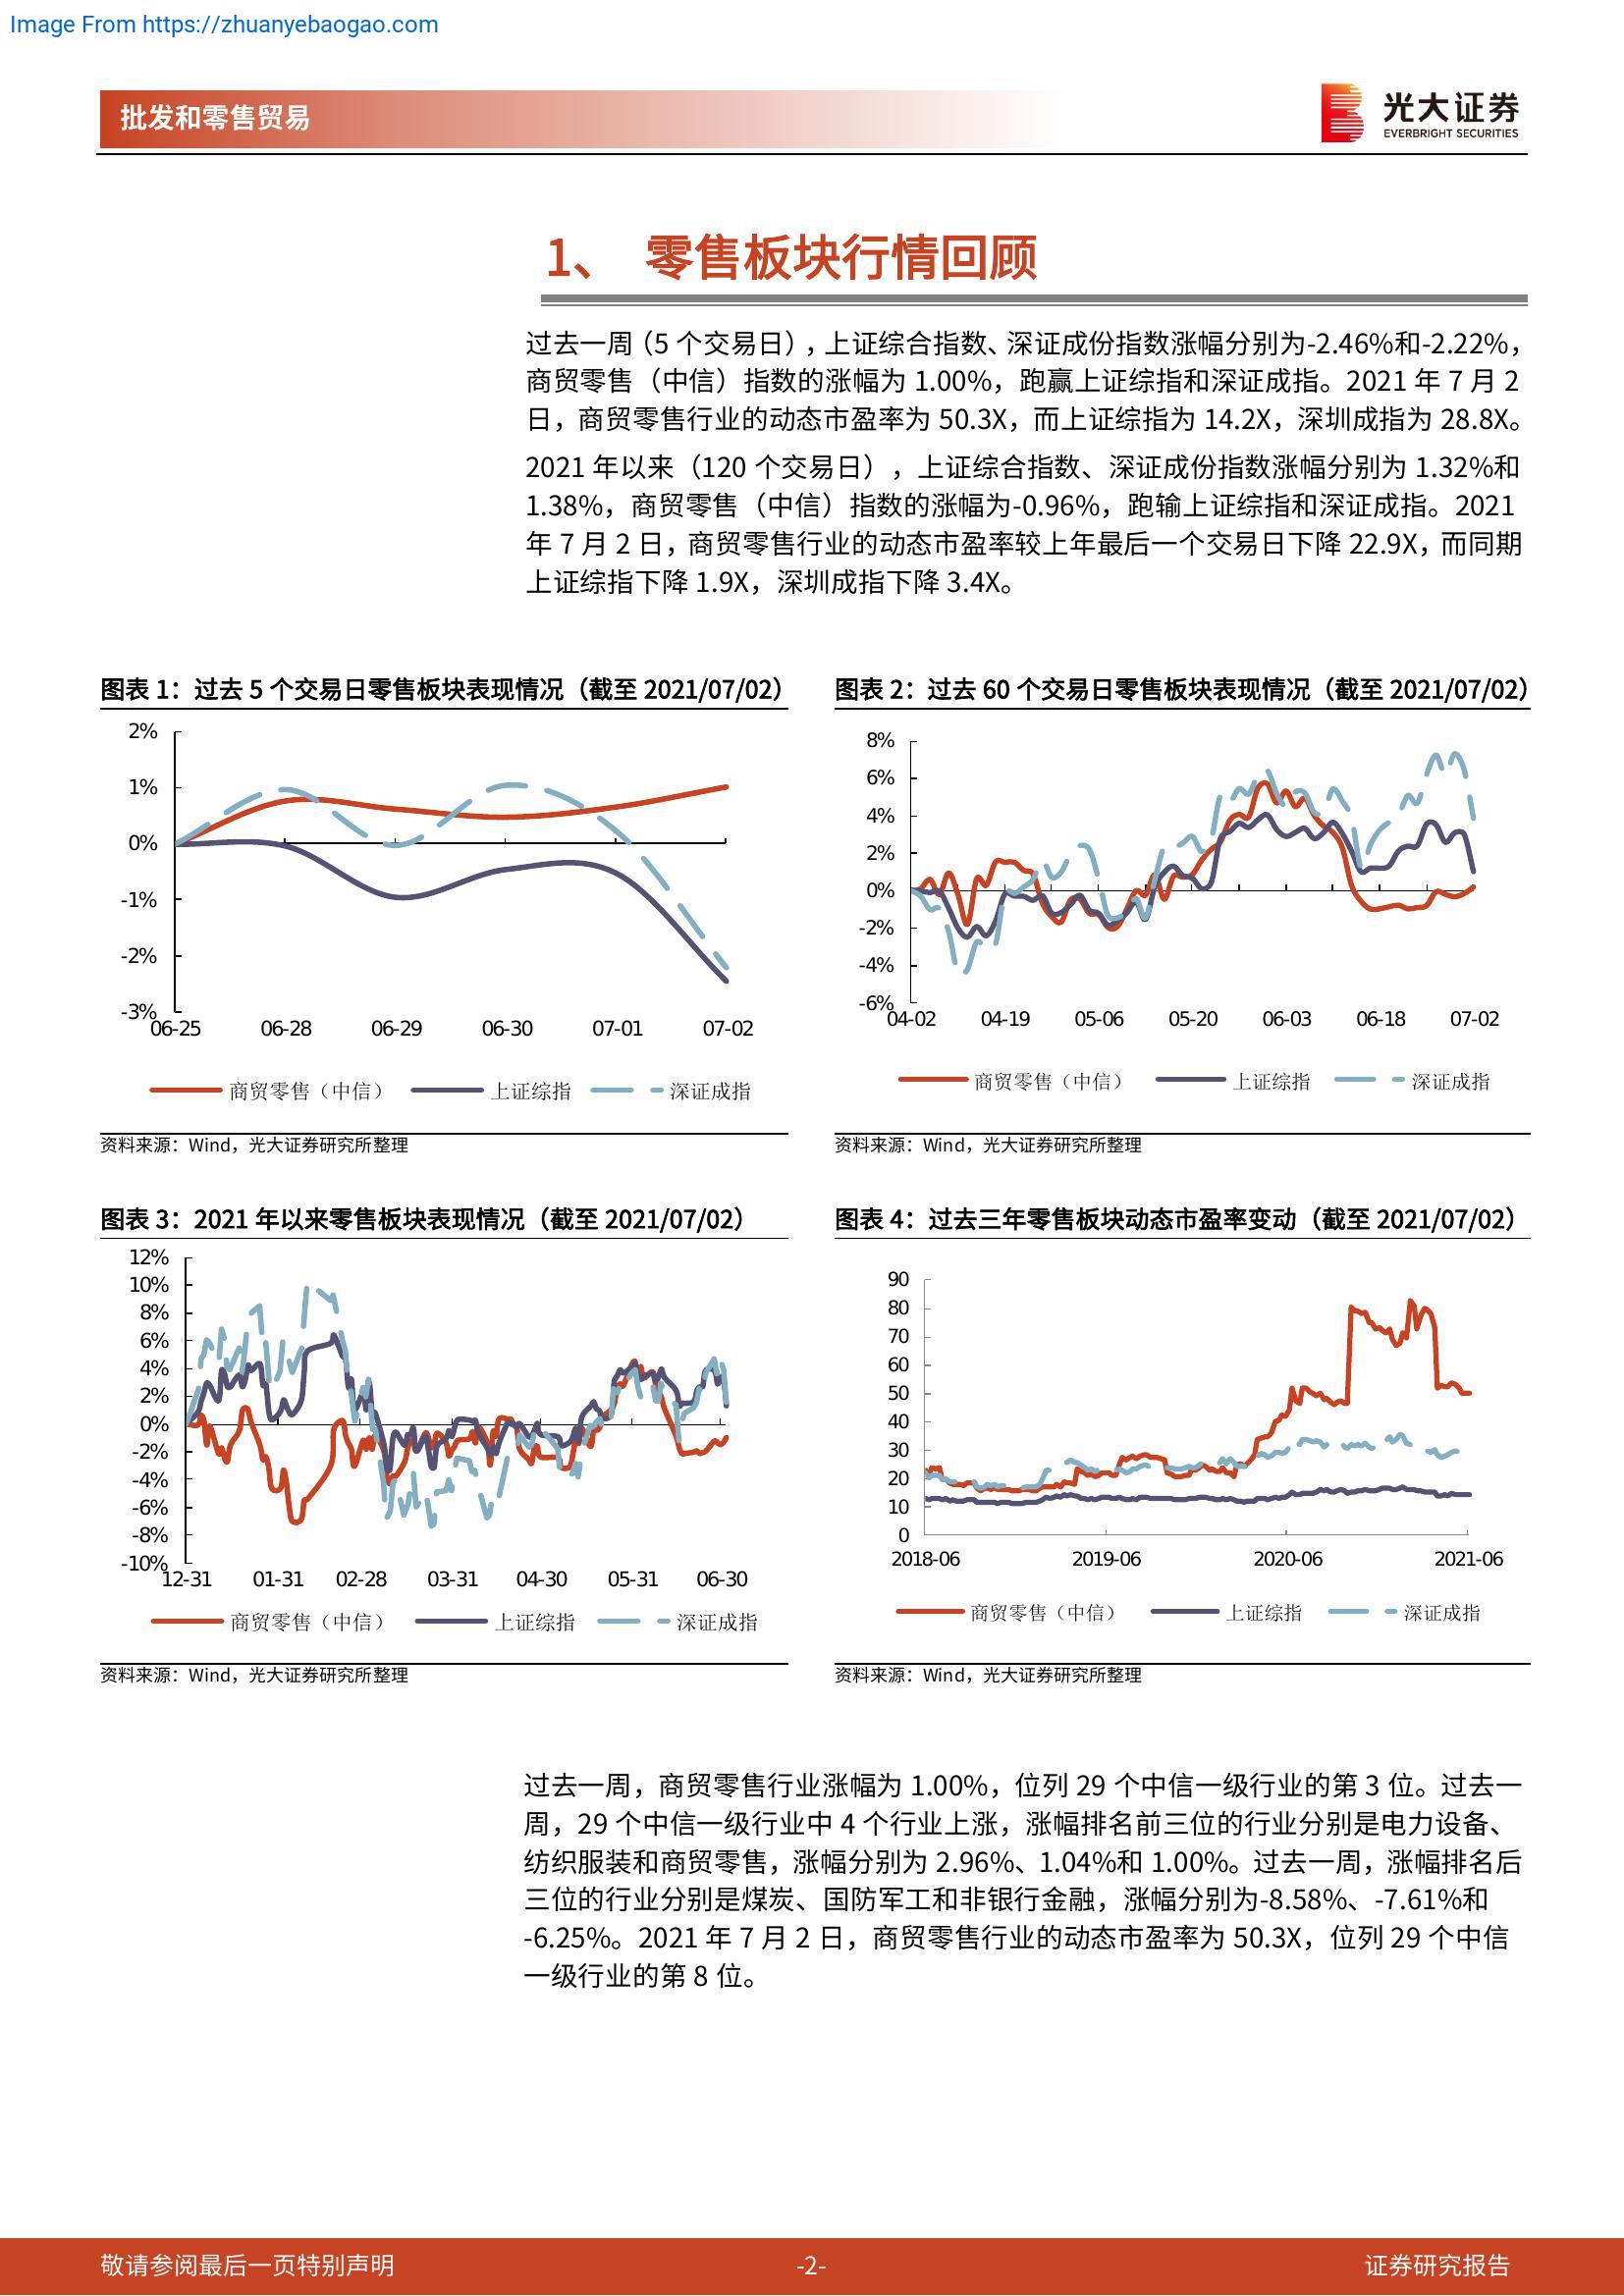 Image From https://zhuanyebaogao.com
批发和零售贸易
光大证券
EVERBRIGHT SECURITIES
1、 零售板块行情回顾
过去一周（5 个交易日），上证综合指数、深证成份指数涨幅分别为-2.46%和-2.22%，
商贸零售（中信）指数的涨幅为 1.00%，跑赢上证综指和深证成指。2021 年 7 月 2
日，商贸零售行业的动态市盈率为 50.3X，而上证综指为 14.2X，深圳成指为 28.8X。
2021 年以来（120 个交易日），上证综合指数、深证成份指数涨幅分别为 1.32%和
1.38%，商贸零售（中信）指数的涨幅为-0.96%，跑输上证综指和深证成指。2021
年 7 月 2 日，商贸零售行业的动态市盈率较上年最后一个交易日下降 22.9X，而同期
上证综指下降 1.9X，深圳成指下降 3.4X。
图表 1：过去 5 个交易日零售板块表现情况（截至 2021/07/02）
2%
1%
0%
-1%
-2%
-3%
06-25 06-28 06-29 06-30 07-01 07-02
商贸零售（中信） 上证综指 深证成指
资料来源：Wind，光大证券研究所整理
图表 2：过去 60 个交易日零售板块表现情况（截至 2021/07/02）
8%
6%
4%
2%
0%
-2%
-4%
-6%
04-02 04-19 05-06 05-20 06-03 06-18 07-02
商贸零售（中信） 上证综指 深证成指
资料来源：Wind，光大证券研究所整理
图表 3：2021 年以来零售板块表现情况（截至 2021/07/02）
12%
10%
8%
6%
4%
2%
0%
-2%
-4%
-6%
-8%
-10%
12-31 01-31 02-28 03-31 04-30 05-31 06-30
商贸零售（中信） 上证综指 深证成指
资料来源：Wind，光大证券研究所整理
图表 4：过去三年零售板块动态市盈率变动（截至 2021/07/02）
90
80
70
60
50
40
30
20
10
0
2018-06 2019-06 2020-06 2021-06
商贸零售（中信） 上证综指 深证成指
资料来源：Wind，光大证券研究所整理
过去一周，商贸零售行业涨幅为 1.00%，位列 29 个中信一级行业的第 3 位。过去一
周，29 个中信一级行业中 4 个行业上涨，涨幅排名前三位的行业分别是电力设备、
纺织服装和商贸零售，涨幅分别为 2.96%、1.04%和 1.00%。过去一周，涨幅排名后
三位的行业分别是煤炭、国防军工和非银行金融，涨幅分别为-8.58%、-7.61%和
-6.25%。2021 年 7 月 2 日，商贸零售行业的动态市盈率为 50.3X，位列 29 个中信
一级行业的第 8 位。
敬请参阅最后一页特别声明 -2- 证券研究报告